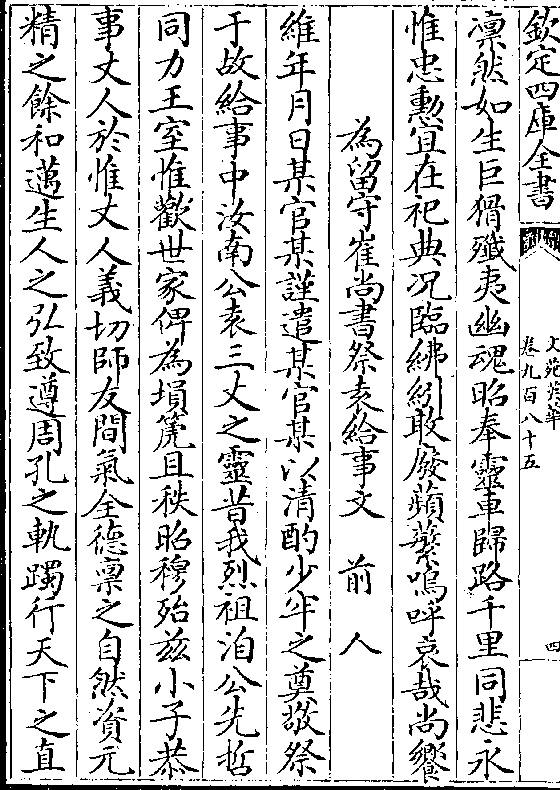 欽定四庫全書
文苑英華
卷九百八十五
四
凛然如生巨猾殲夷幽魂昭奉靈車歸路千里同悲永
惟忠勲宜在祀典况臨紼紖敢廢蘋蘩嗚呼哀哉尚饗
為留守崔尚書祭袁給事文 前人
維年月日某官某謹遣某官某以清酌少牢之奠敬祭
于故給事中汝南公袁三丈之靈昔我烈祖洎公先哲
同力王室惟歡世家俾為塤箎且秩昭穆殆兹小子恭
事丈人於惟丈人義切師友間氣全德禀之自然資元
精之餘和邁生人之弘致遵周孔之軌躅行天下之直